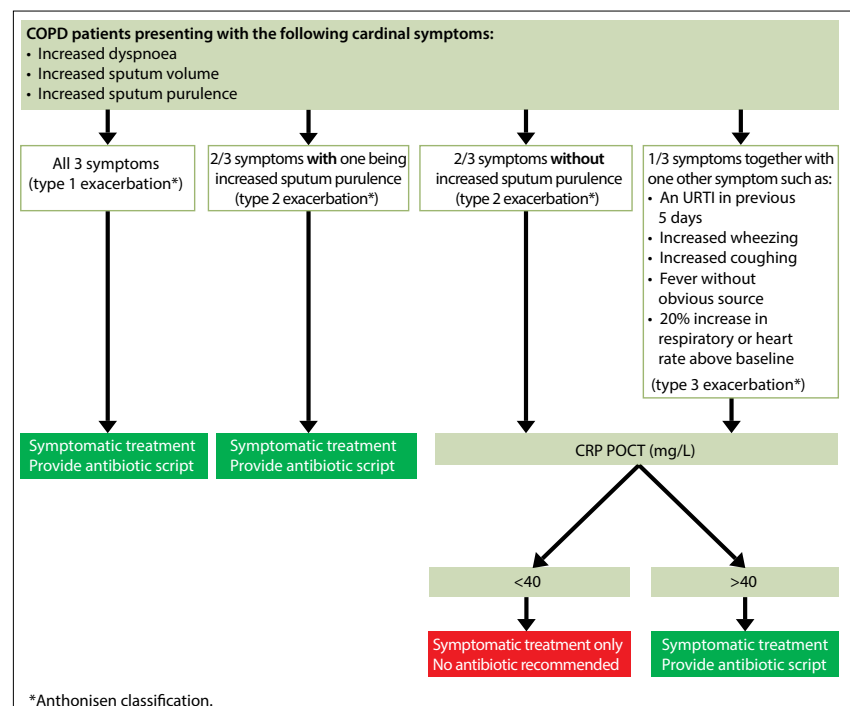 COPD patients presenting with the following cardinal symptoms:
• Increased dyspnoea
• Increased sputum volume
• Increased sputum purulence
All 3 symptoms
(type 1 exacerbation*)
2/3 symptoms with one being
increased sputum purulence
(type 2 exacerbation*)
2/3 symptoms without
increased sputum purulence
(type 2 exacerbation*)
1/3 symptoms together with
one other symptom such as:
• An URTI in previous
5 days
• Increased wheezing
• Increased coughing
• Fever without
obvious source
• 20% increase in
respiratory or heart
rate above baseline
(type 3 exacerbation*)
Symptomatic treatment
Provide antibiotic script
Symptomatic treatment
Provide antibiotic script
CRP POCT (mg/L)
<40
>40
Symptomatic treatment only
No antibiotic recommended
Symptomatic treatment
Provide antibiotic script
*Anthonisen classification.